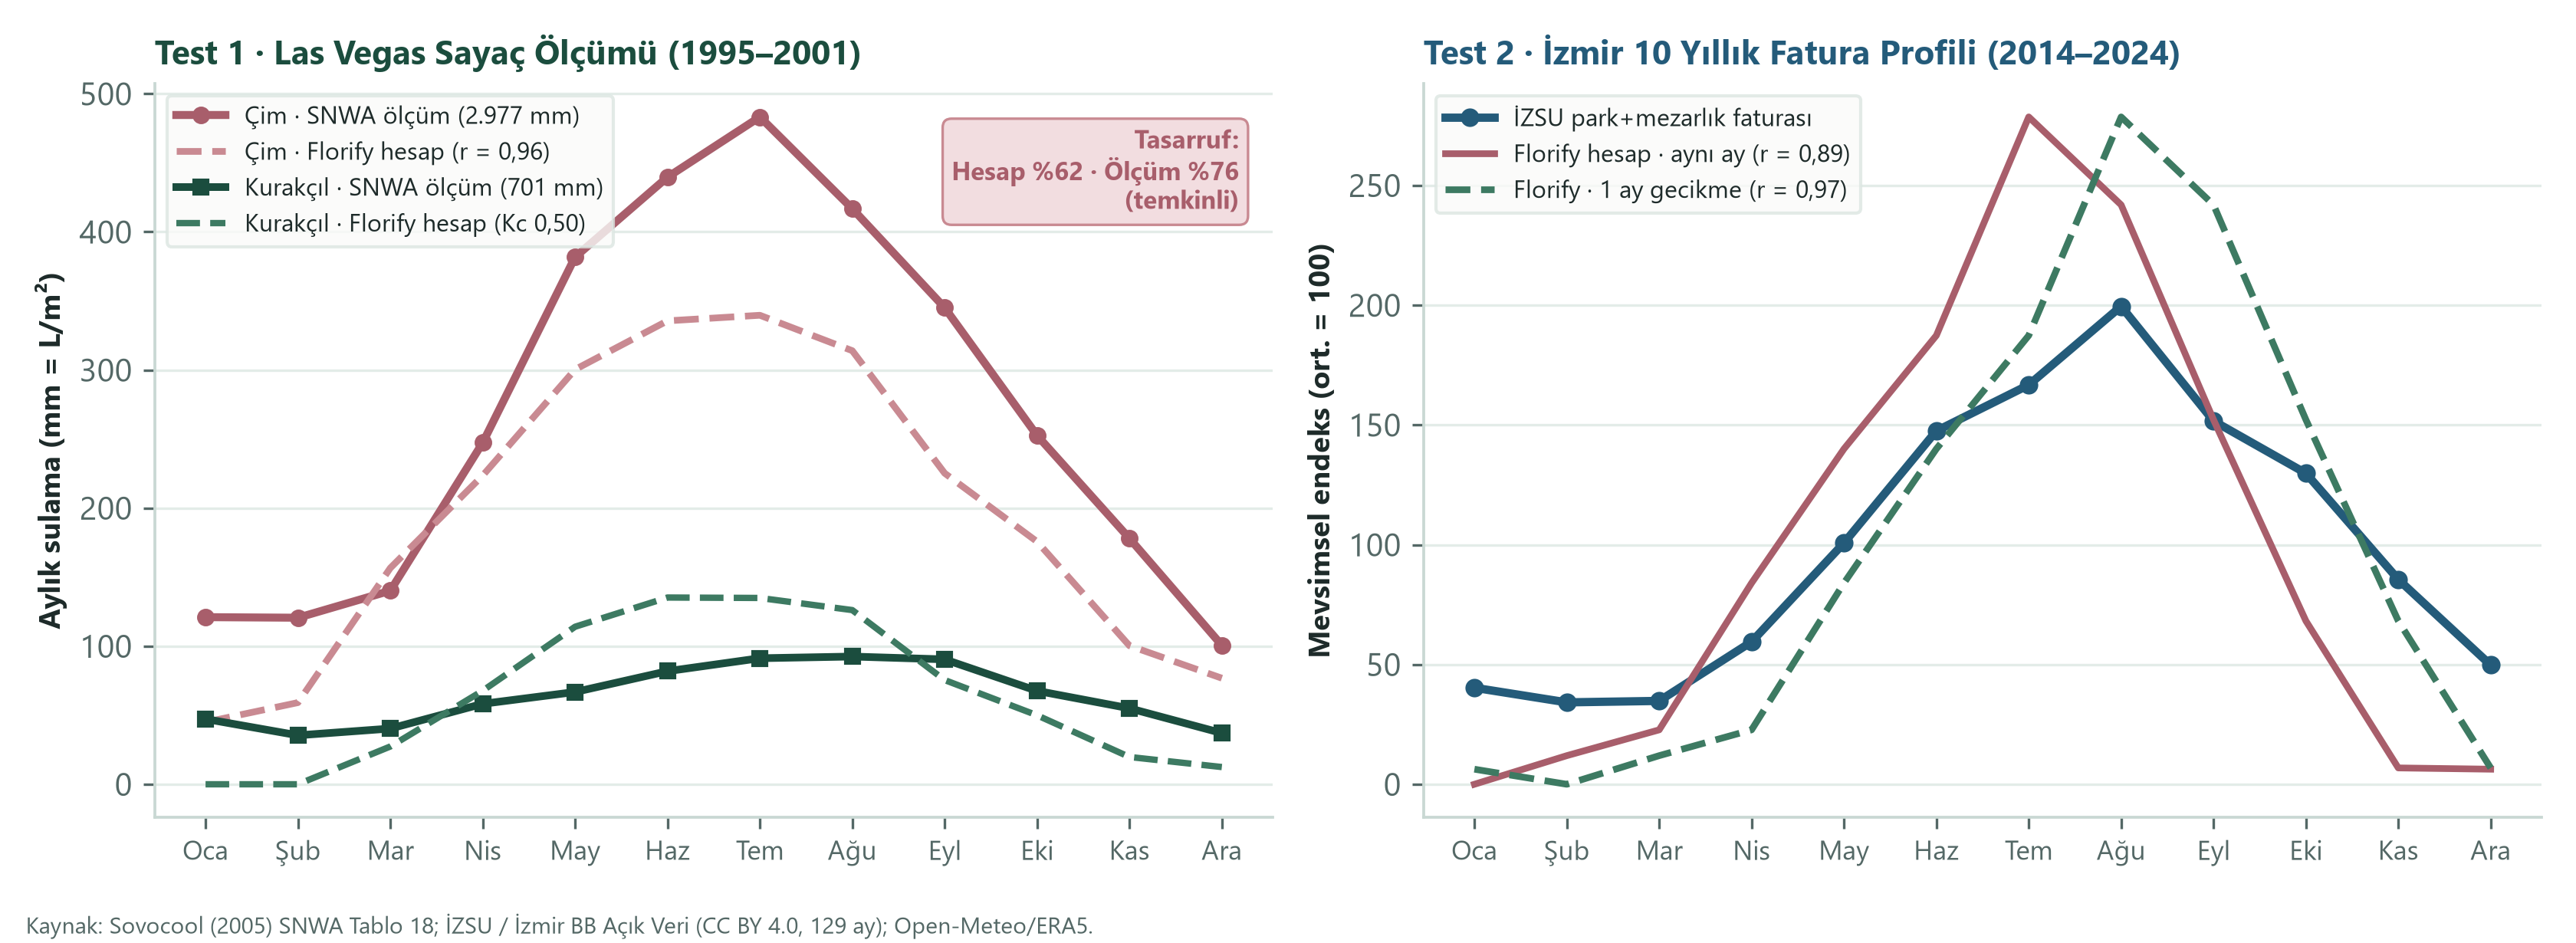 Test 1 · Las Vegas Sayaç Ölçümü (1995–2001)
Aylık sulama (mm = L/m²)
500
400
300
200
100
0
Çim · SNWA ölçüm (2.977 mm)
Çim · Florify hesap (r = 0,96)
Kurakçıl · SNWA ölçüm (701 mm)
Kurakçıl · Florify hesap (Kc 0,50)
Tasarruf:
Hesap %62 · Ölçüm %76
(temkinli)
Oca Şub Mar Nis May Haz Tem Ağu Eyl Eki Kas Ara
Test 2 · İzmir 10 Yıllık Fatura Profili (2014–2024)
Mevsimsel endeks (ort. = 100)
250
200
150
100
50
0
İZSU park+mezarlık faturası
Florify hesap · aynı ay (r = 0,89)
Florify · 1 ay gecikme (r = 0,97)
Oca Şub Mar Nis May Haz Tem Ağu Eyl Eki Kas Ara
Kaynak: Sovocool (2005) SNWA Tablo 18; İZSU / İzmir BB Açık Veri (CC BY 4.0, 129 ay); Open-Meteo/ERA5.